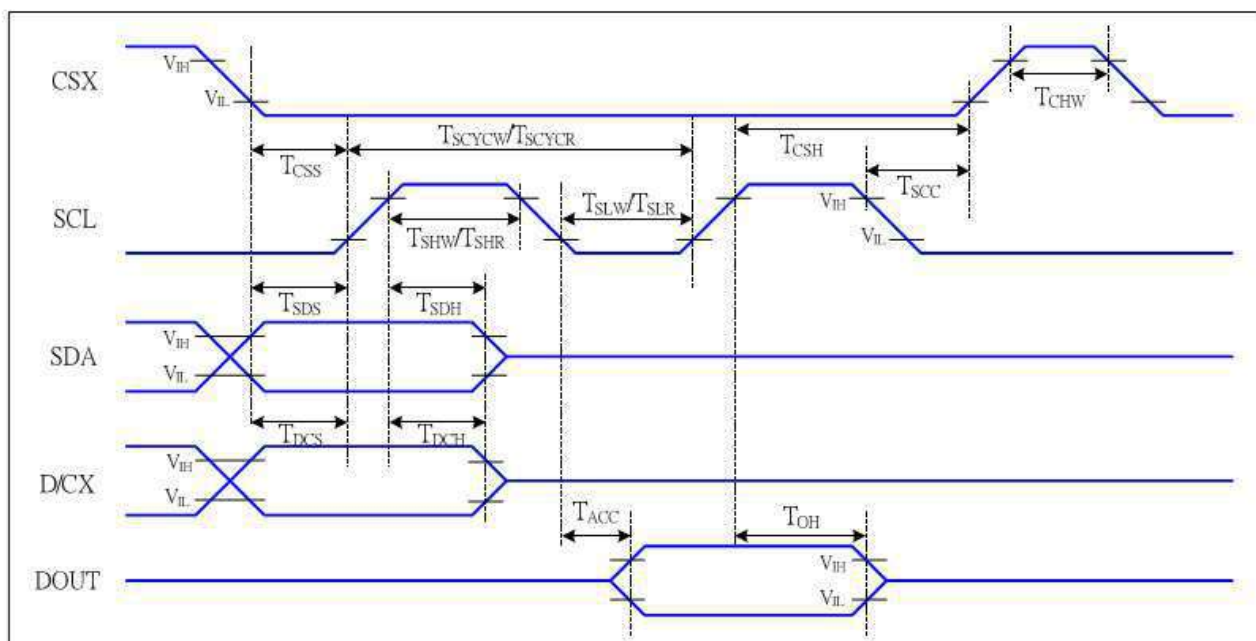 CSX
VIH
VIL
TCHW
TSCYCW/TSCYCR
TCSH
TCSS
TSCC
SCL
TSLW/TSLR
VIH
TSHW/TSHR
VIL
TSDS
TSDH
SDA
VIH
VIL
TDCS
TDCH
D/CX
VIH
VIL
TACC
TOH
DOUT
VIH
VIL